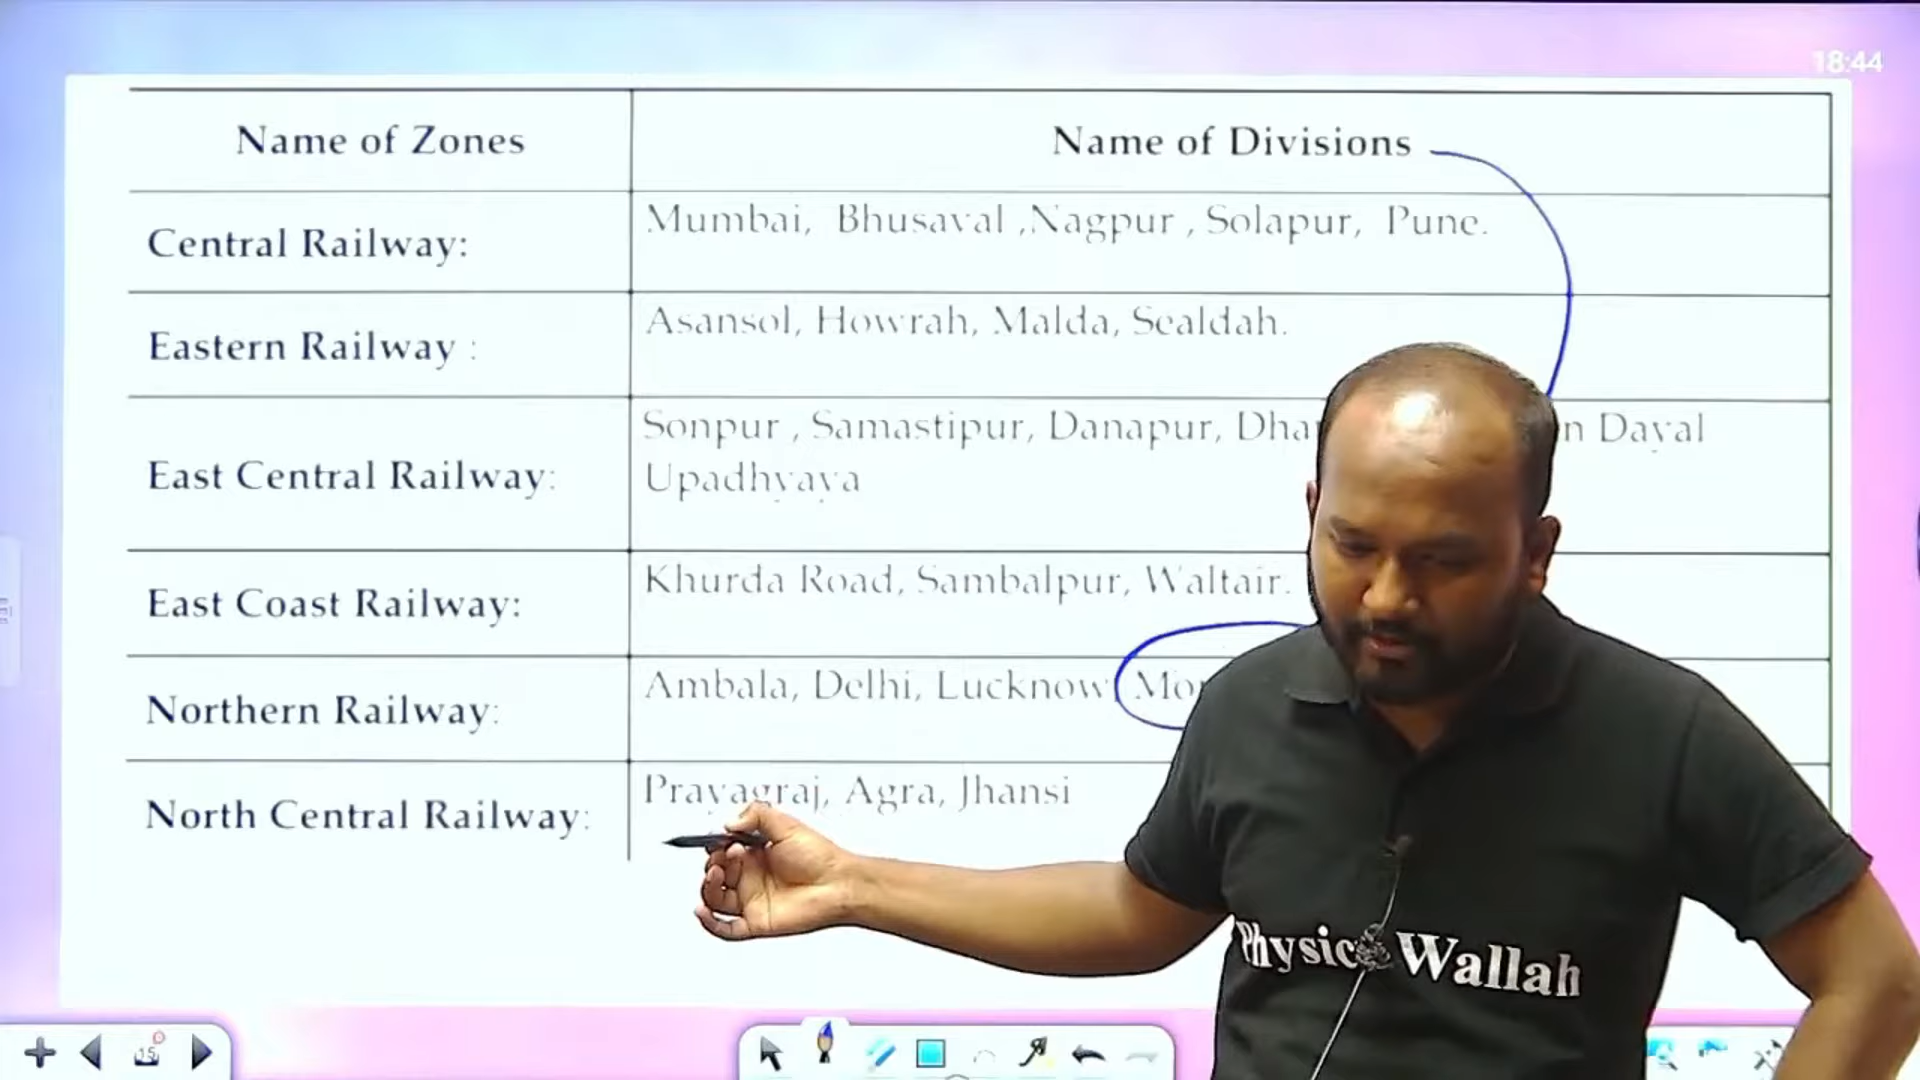 18:44
Name of Zones
Name of Divisions
Central Railway:
Mumbai, Bhusaval ,Nagpur , Solapur, Pune.
Eastern Railway :
Asansol, Howrah, Malda, Sealdah.
East Central Railway:
Sonpur , Samastipur, Danapur, Dayal
Upadhyaya
East Coast Railway:
Khurda Road, Sambalpur, Waltair.
Northern Railway:
Ambala, Delhi, Lucknow
North Central Railway:
Prayagraj, Agra, Jhansi
Physics Wallah
15